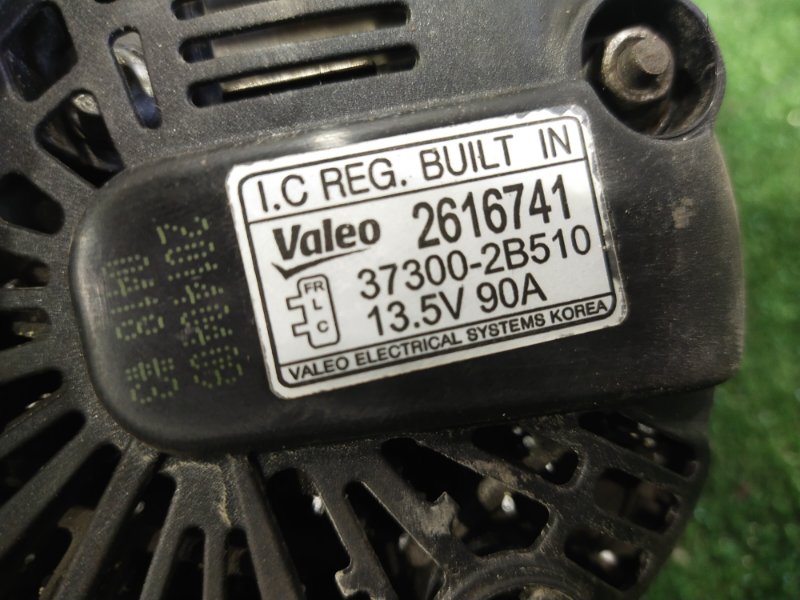 I.C REG. BUILT IN
Valeo 2616741
37300-2B510
FR
L
C
13.5V 90A
VALEO ELECTRICAL SYSTEMS KOREA